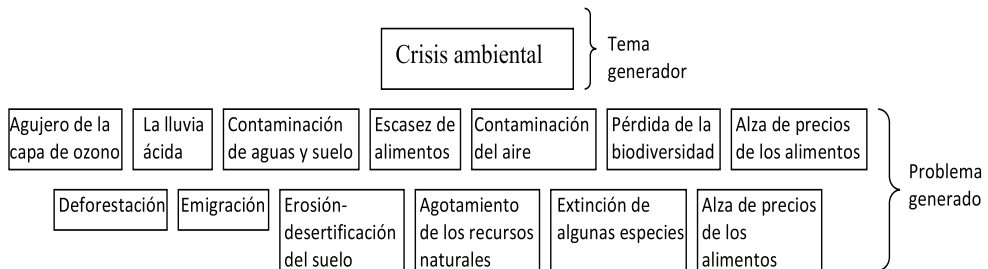 Crisis ambiental
Tema
generador
Agujero de la
capa de ozono
La lluvia
ácida
Contaminación
de aguas y suelo
Escasez de
alimentos
Contaminación
del aire
Pérdida de la
biodiversidad
Alza de precios
de los alimentos
Problema
generado
Deforestación
Emigración
Erosión-
desertificación
del suelo
Agotamiento
de los recursos
naturales
Extinción de
algunas especies
Alza de precios
de los
alimentos